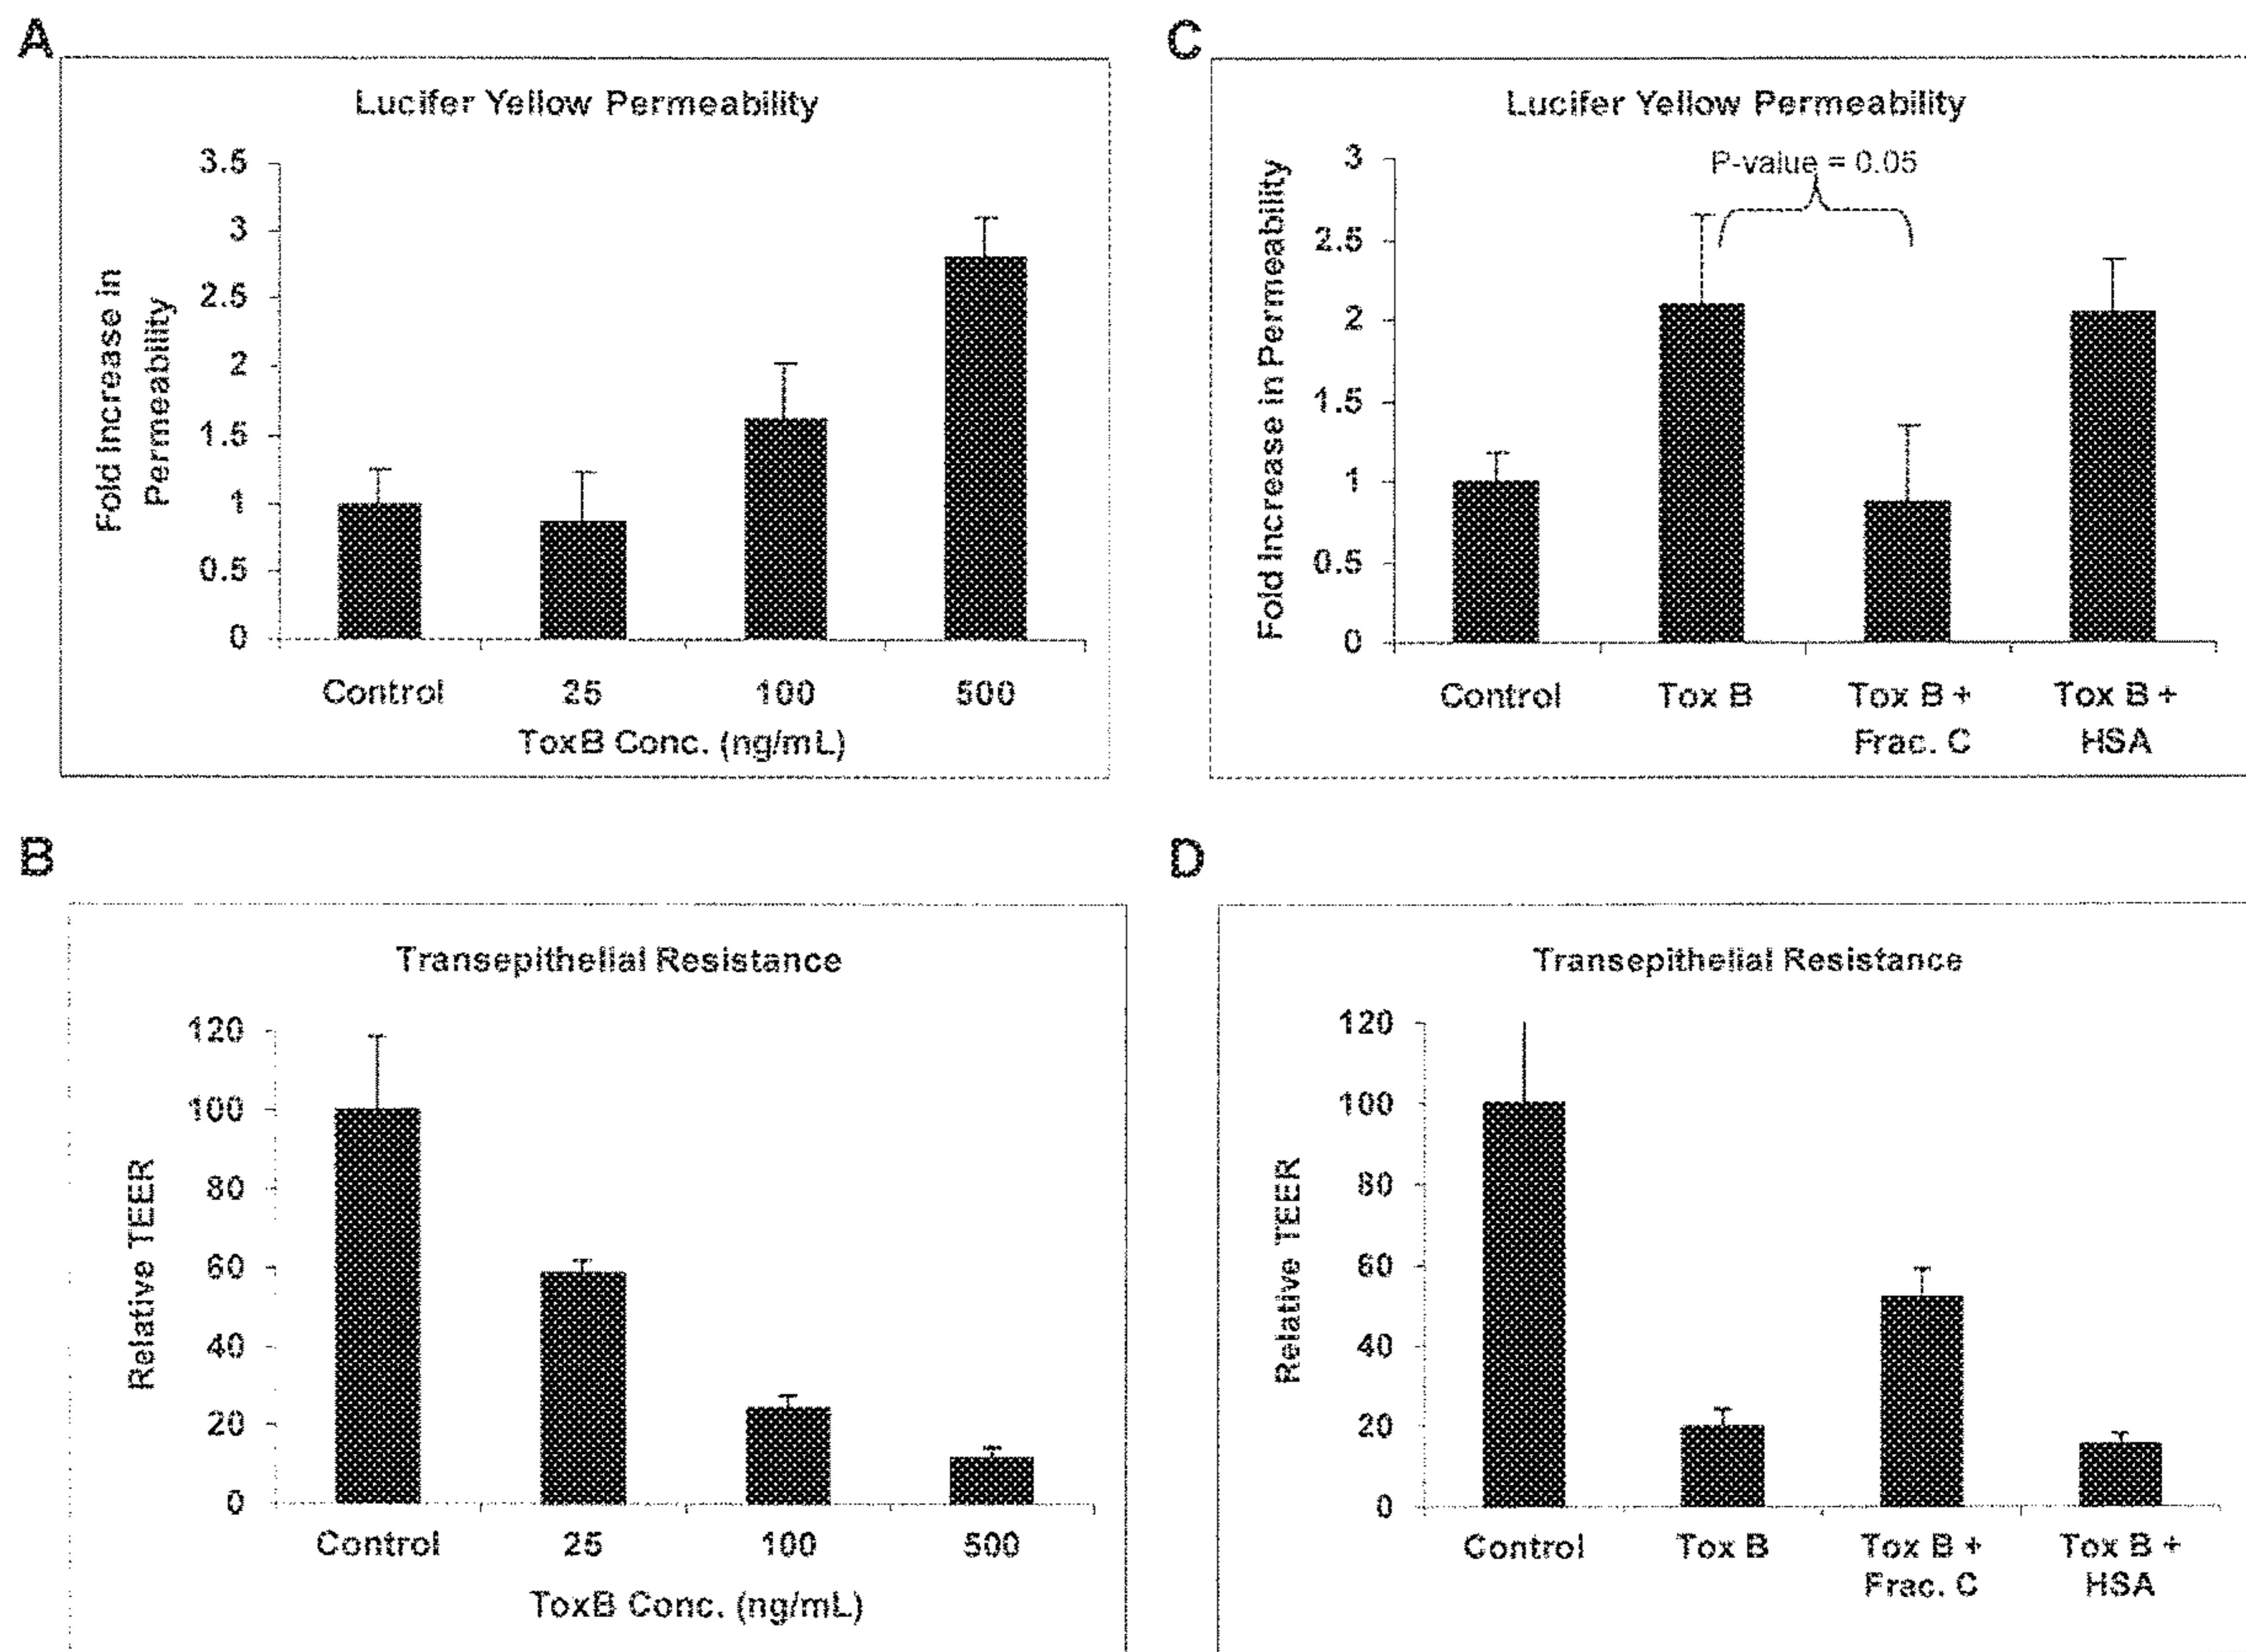 A
Lucifer Yellow Permeability
Fold Increase in
Permeability
3.5
3
2.5
2
1.5
1
0.5
0
Control 25 100 500
ToxB Conc. (ng/mL)
C
Lucifer Yellow Permeability
P-value = 0.05
Fold Increase in Permeability
3
2.5
2
1.5
1
0.5
0
Control Tox B Tox B + Tox B +
Frac. C HSA
B
Transepithelial Resistance
Relative TEER
120
100
80
60
40
20
0
Control 25 100 500
ToxB Conc. (ng/mL)
D
Transepithelial Resistance
Relative TEER
120
100
80
60
40
20
0
Control Tox B Tox B + Tox B +
Frac. C HSA